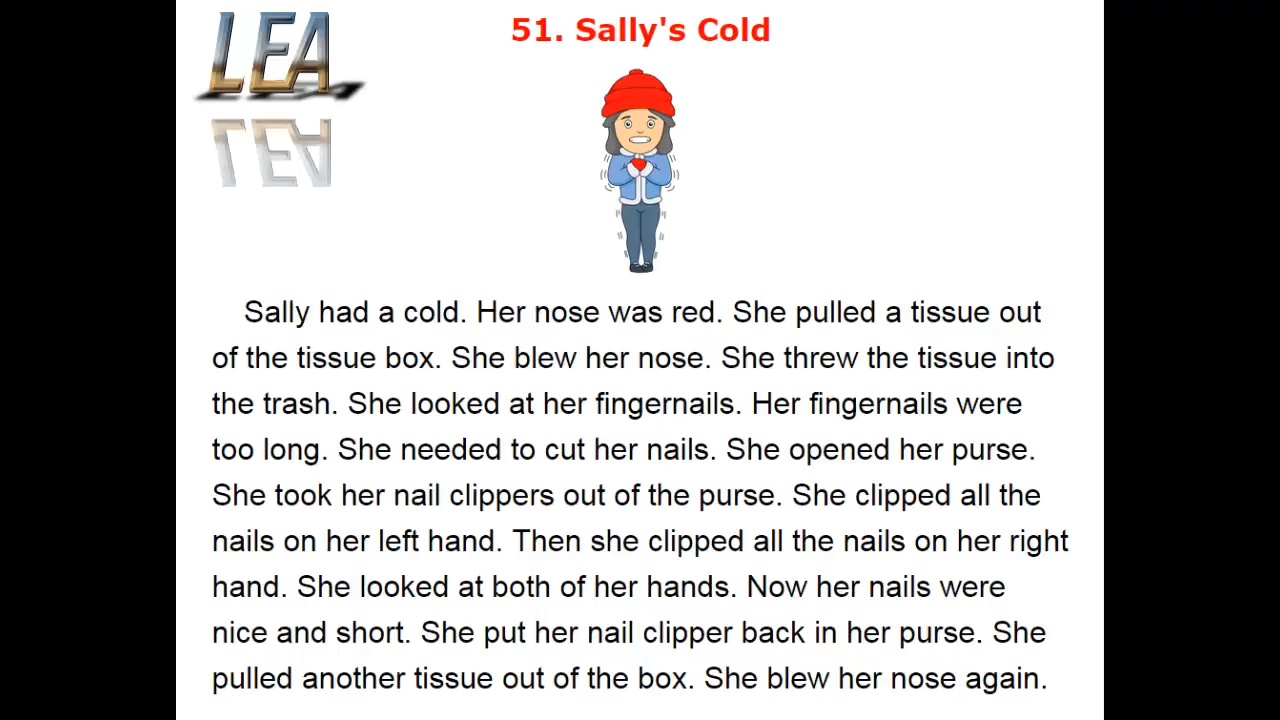 LEA
51. Sally's Cold
Sally had a cold. Her nose was red. She pulled a tissue out
of the tissue box. She blew her nose. She threw the tissue into
the trash. She looked at her fingernails. Her fingernails were
too long. She needed to cut her nails. She opened her purse.
She took her nail clippers out of the purse. She clipped all the
nails on her left hand. Then she clipped all the nails on her right
hand. She looked at both of her hands. Now her nails were
nice and short. She put her nail clipper back in her purse. She
pulled another tissue out of the box. She blew her nose again.